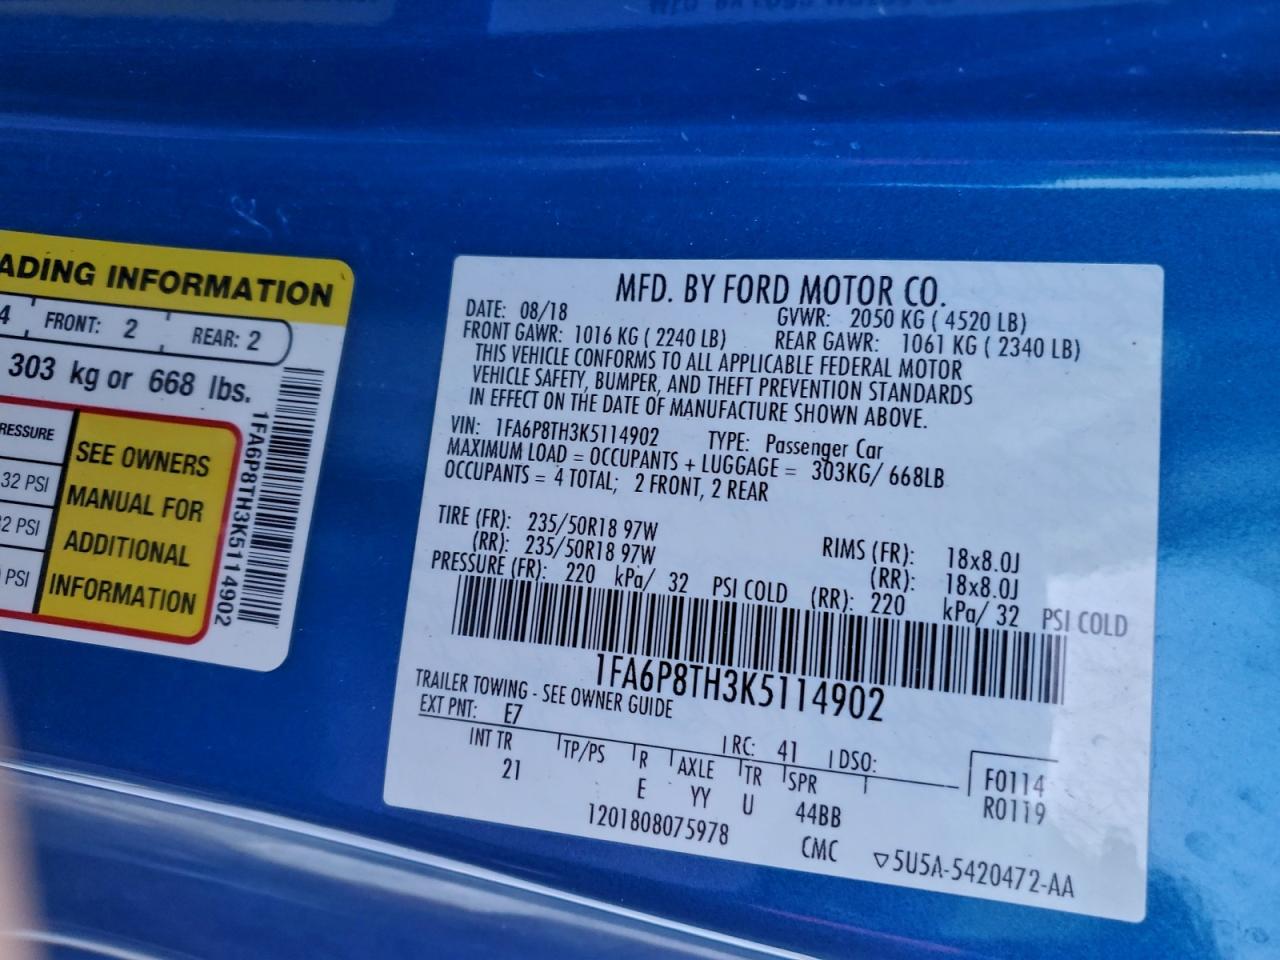 ADING INFORMATION
4 FRONT: 2 REAR: 2
303 kg or 668 lbs.
RESSURE
32 PSI
2 PSI
PSI
SEE OWNERS
MANUAL FOR
ADDITIONAL
INFORMATION
1FA6P8TH3K5114902
MFD. BY FORD MOTOR CO.
DATE: 08/18 GVWR: 2050 KG ( 4520 LB)
FRONT GAWR: 1016 KG ( 2240 LB) REAR GAWR: 1061 KG ( 2340 LB)
THIS VEHICLE CONFORMS TO ALL APPLICABLE FEDERAL MOTOR
VEHICLE SAFETY, BUMPER, AND THEFT PREVENTION STANDARDS
IN EFFECT ON THE DATE OF MANUFACTURE SHOWN ABOVE.
VIN: 1FA6P8TH3K5114902 TYPE: Passenger Car
MAXIMUM LOAD = OCCUPANTS + LUGGAGE = 303KG/ 668LB
OCCUPANTS = 4 TOTAL; 2 FRONT, 2 REAR
TIRE (FR): 235/50R18 97W RIMS (FR): 18x8.0J
(RR): 235/50R18 97W (RR): 18x8.0J
PRESSURE (FR): 220 kPa/ 32 PSI COLD (RR): 220 kPa/ 32 PSI COLD
1FA6P8TH3K5114902
TRAILER TOWING - SEE OWNER GUIDE
EXT PNT: E7 RC: 41 DSO:
INT TR TP/PS R AXLE TR SPR F0114
21 E YY U 44BB R0119
1201808075978 CMC ▽5U5A-5420472-AA